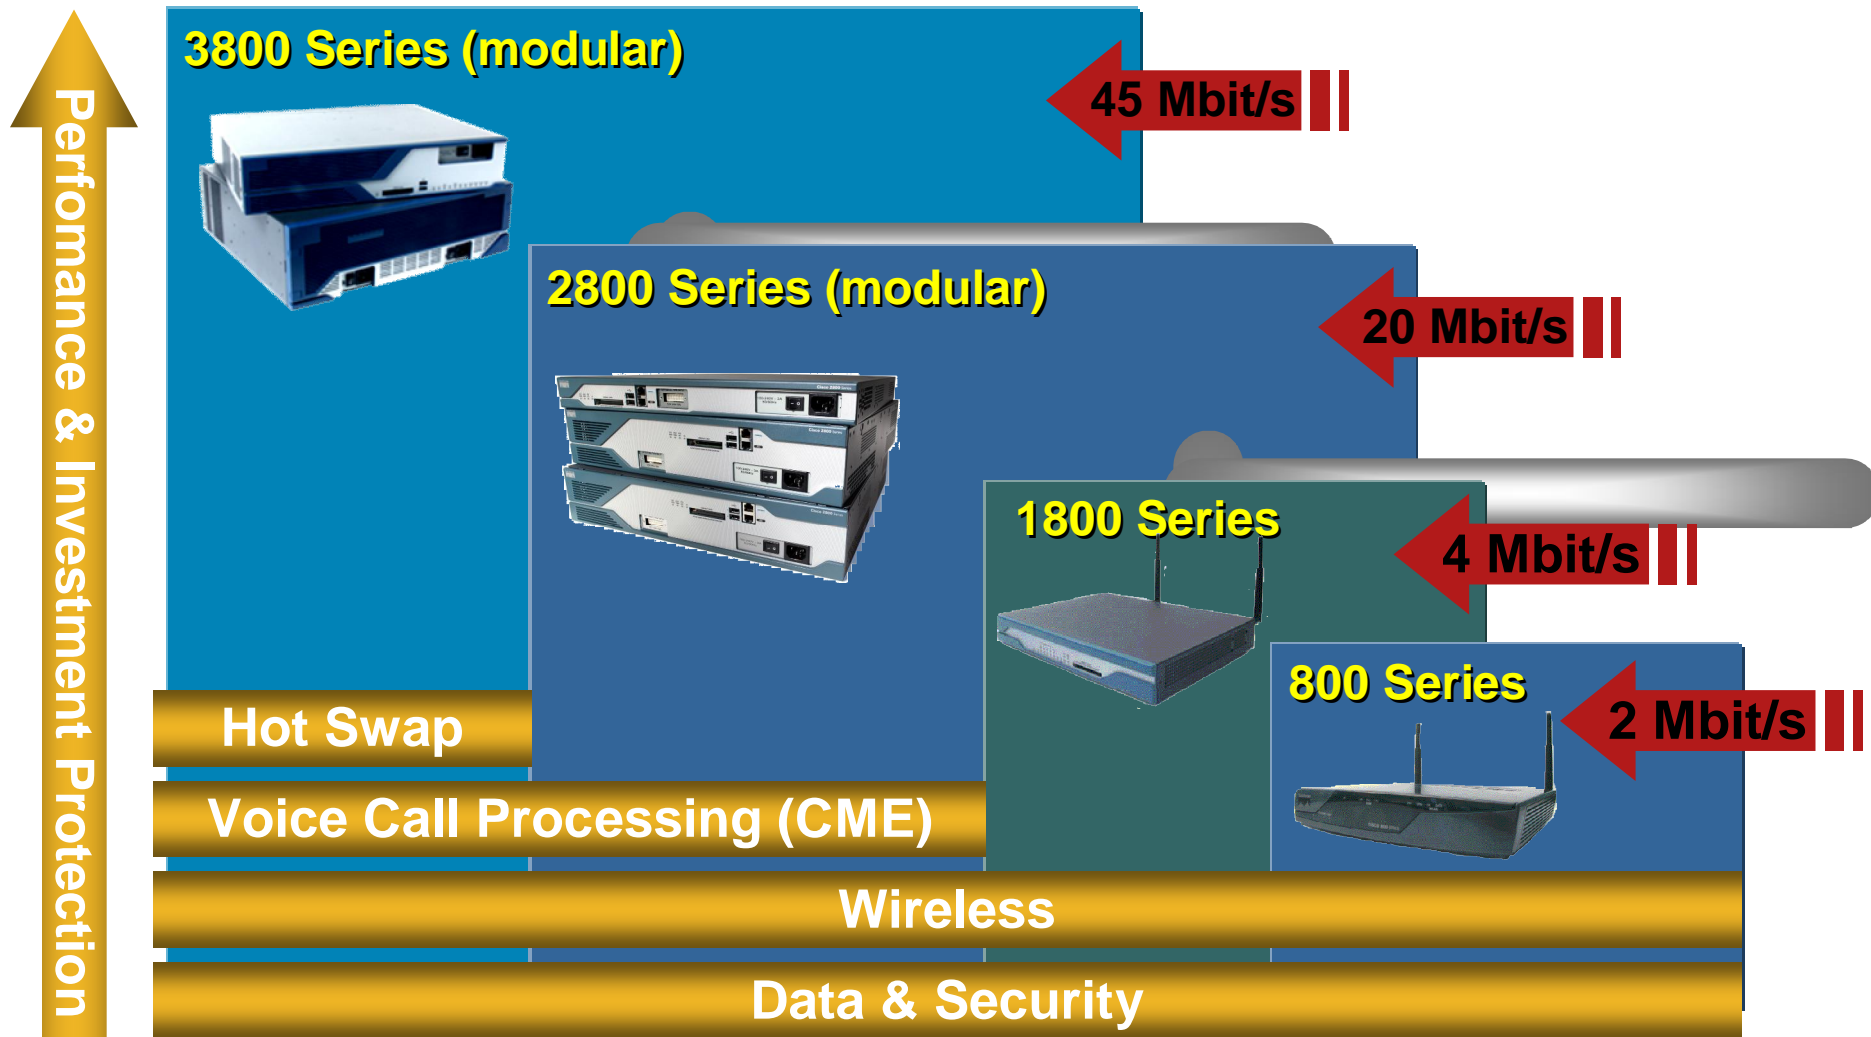 Perfomance & Investment Protection
3800 Series (modular)
45 Mbit/s
2800 Series (modular)
20 Mbit/s
1800 Series
4 Mbit/s
800 Series
2 Mbit/s
Hot Swap
Voice Call Processing (CME)
Wireless
Data & Security